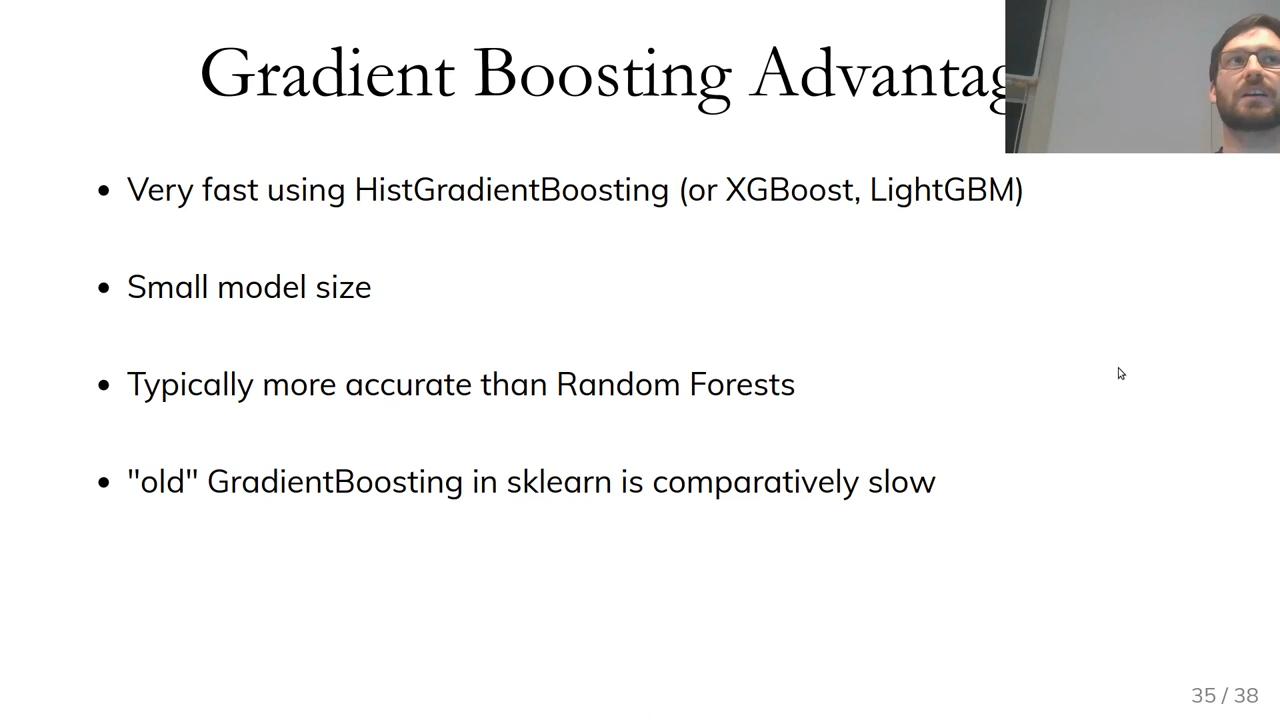 Gradient Boosting Advantag
• Very fast using HistGradientBoosting (or XGBoost, LightGBM)
• Small model size
• Typically more accurate than Random Forests
• "old" GradientBoosting in sklearn is comparatively slow
35 / 38